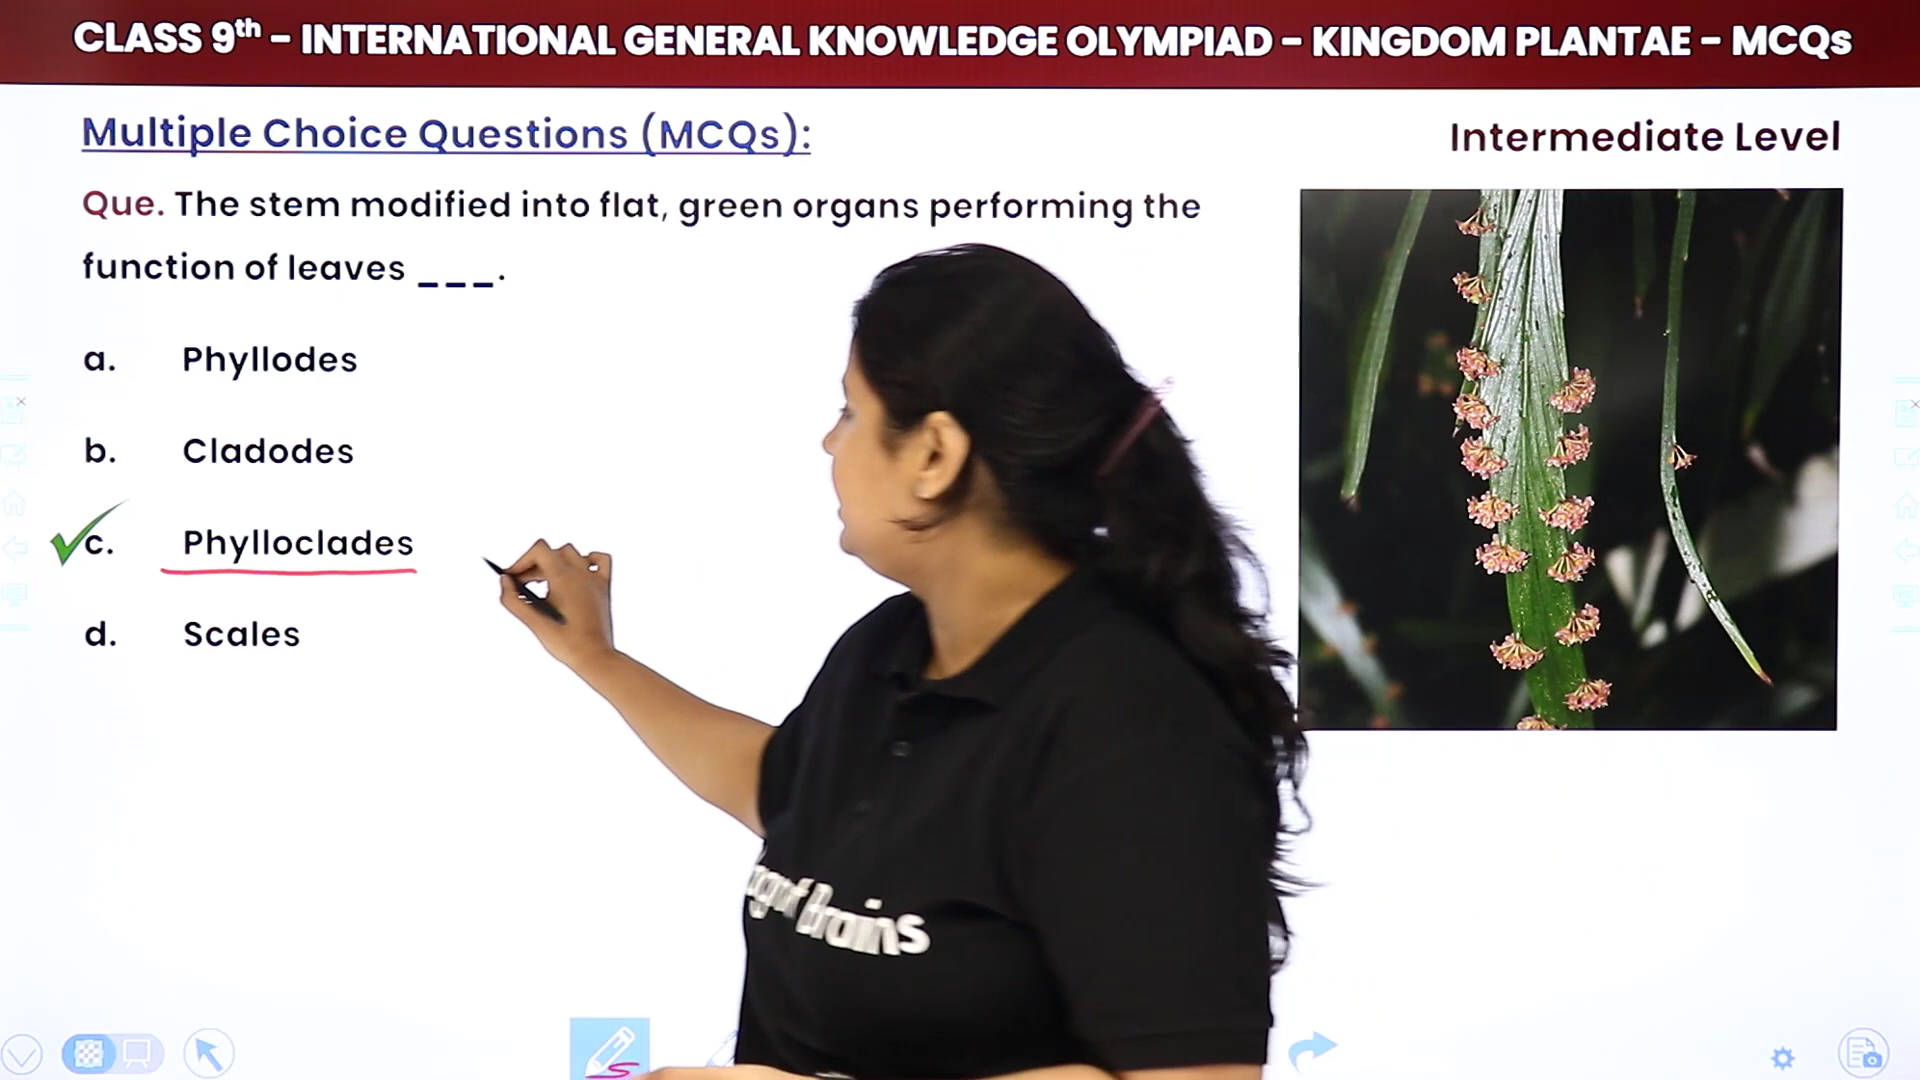 CLASS 9th – INTERNATIONAL GENERAL KNOWLEDGE OLYMPIAD – KINGDOM PLANTAE – MCQs
Multiple Choice Questions (MCQs):
Intermediate Level
Que. The stem modified into flat, green organs performing the
function of leaves ___.
a. Phyllodes
b. Cladodes
c. Phylloclades
d. Scales
Brains